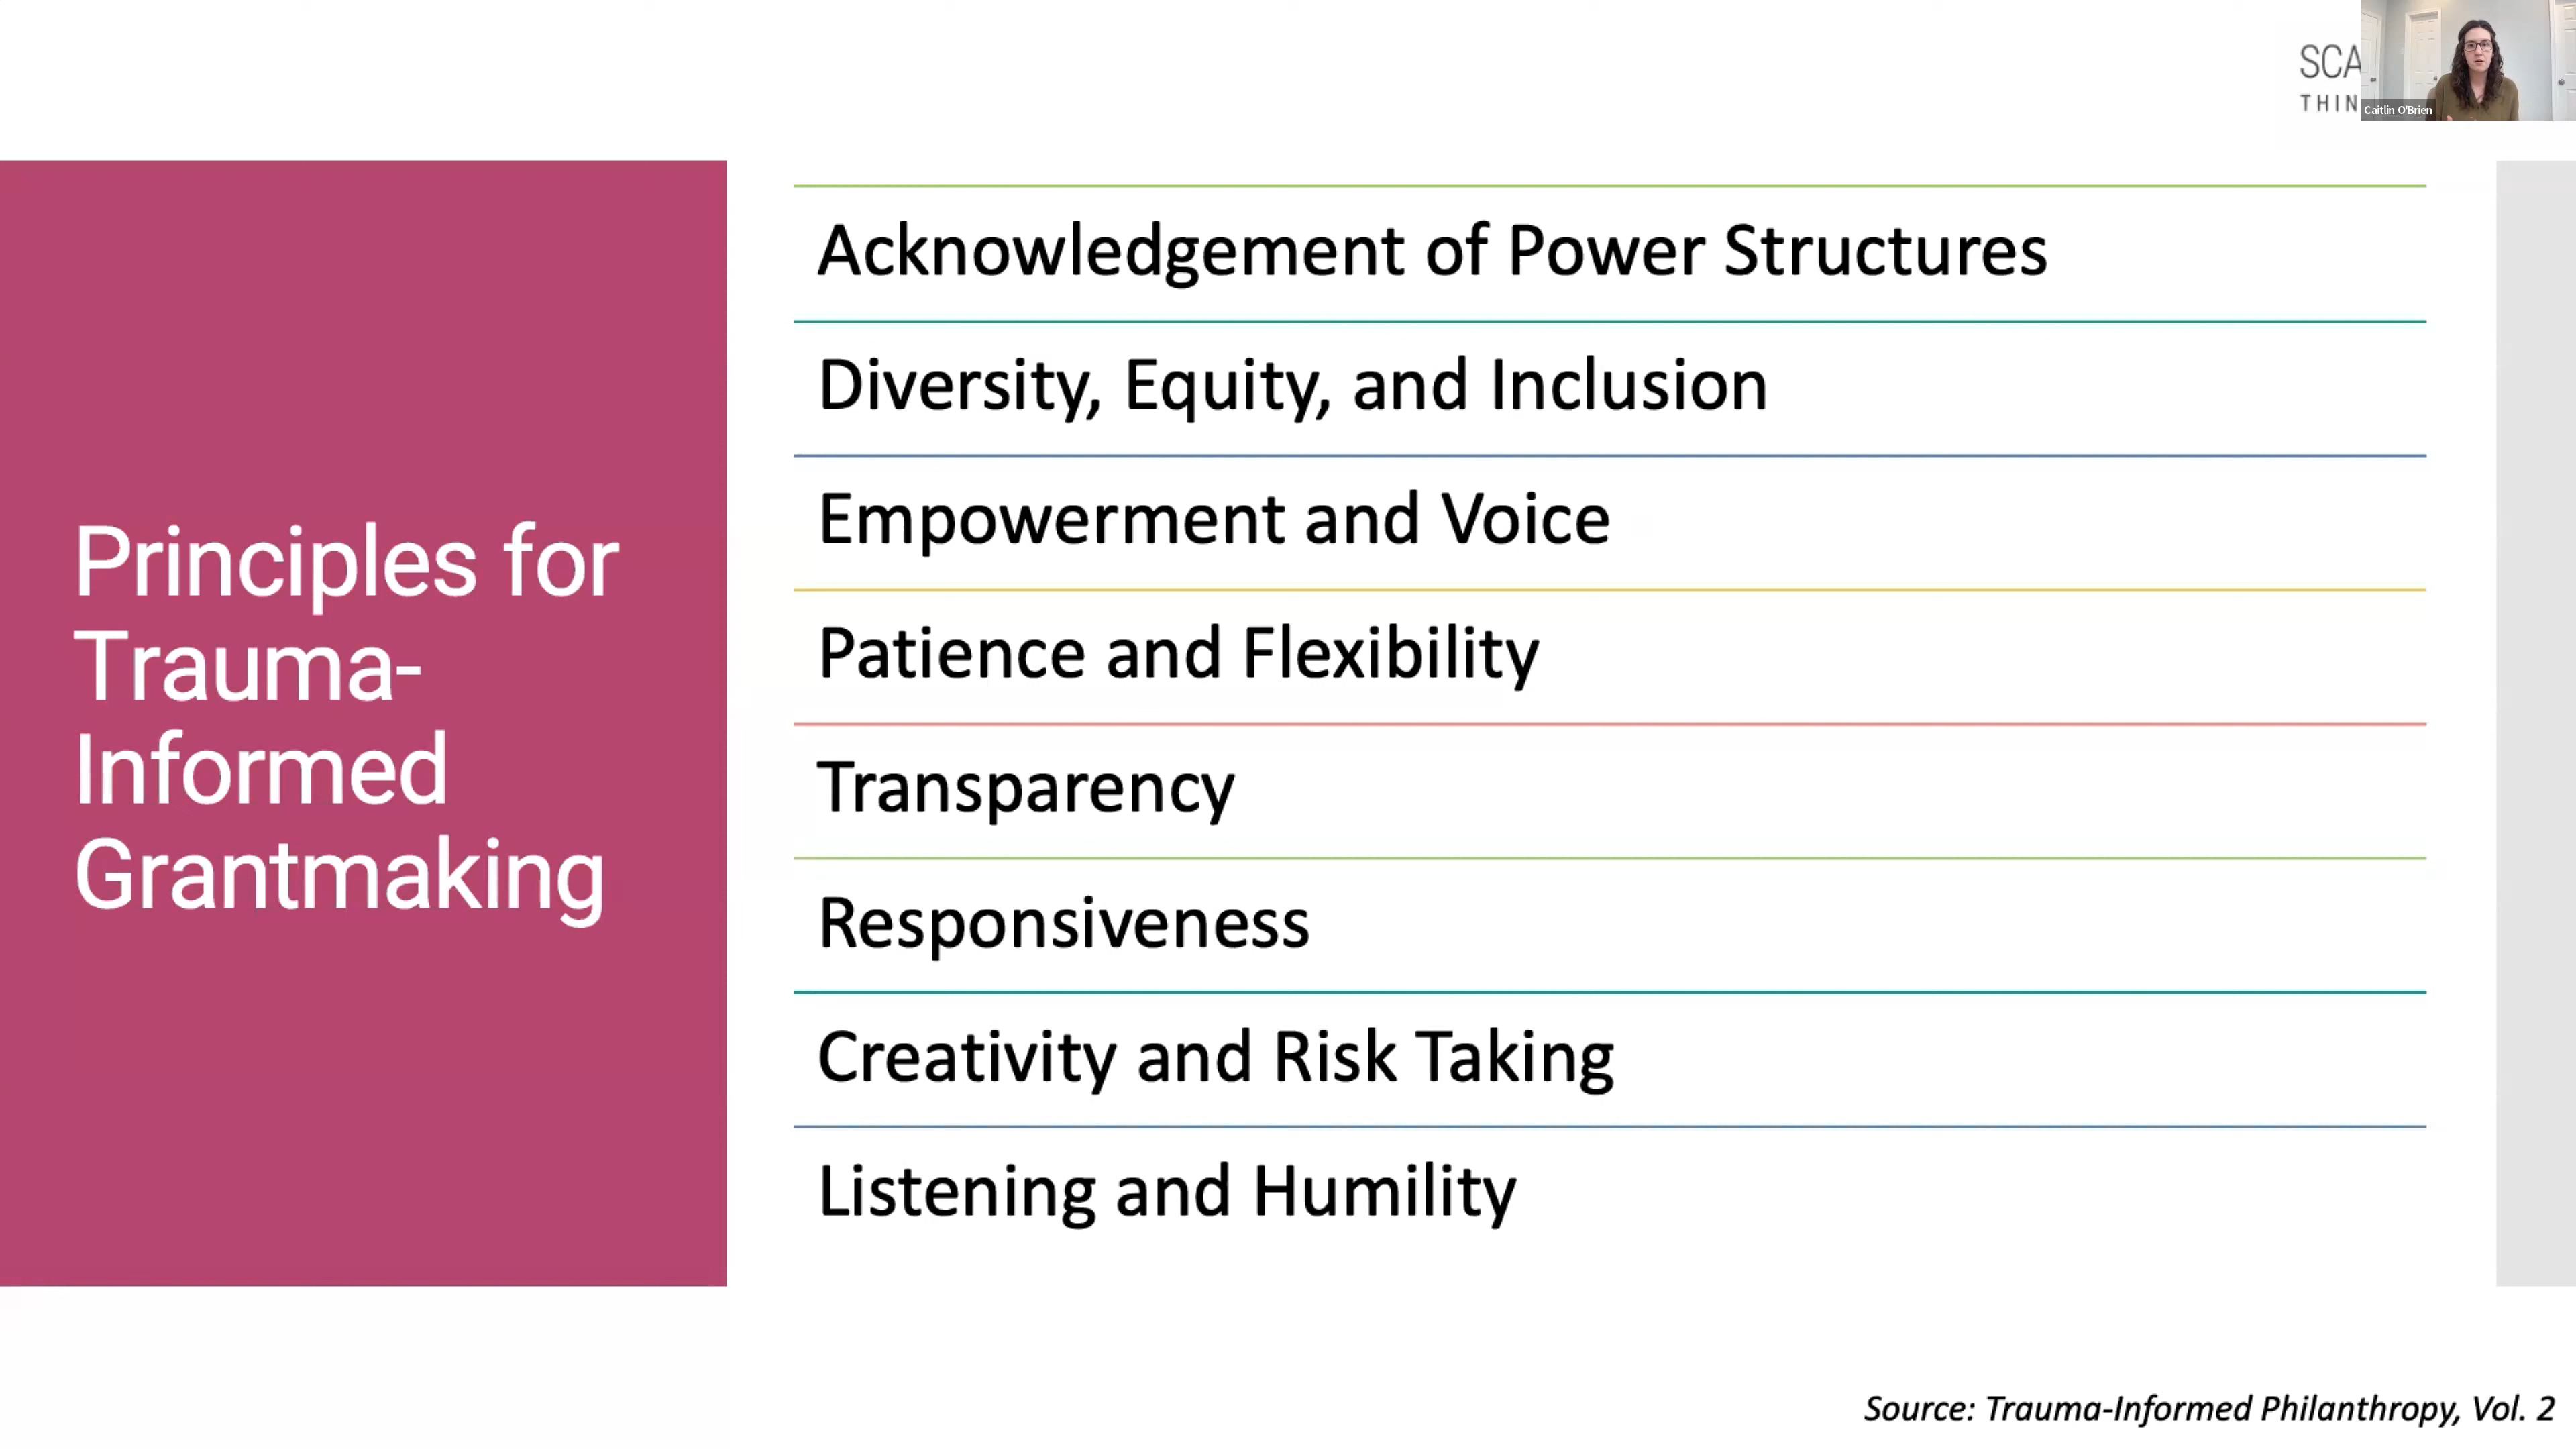 SCA
THIN
Caitlin O'Brien
Principles for
Trauma-
Informed
Grantmaking
Acknowledgement of Power Structures
Diversity, Equity, and Inclusion
Empowerment and Voice
Patience and Flexibility
Transparency
Responsiveness
Creativity and Risk Taking
Listening and Humility
Source: Trauma-Informed Philanthropy, Vol. 2